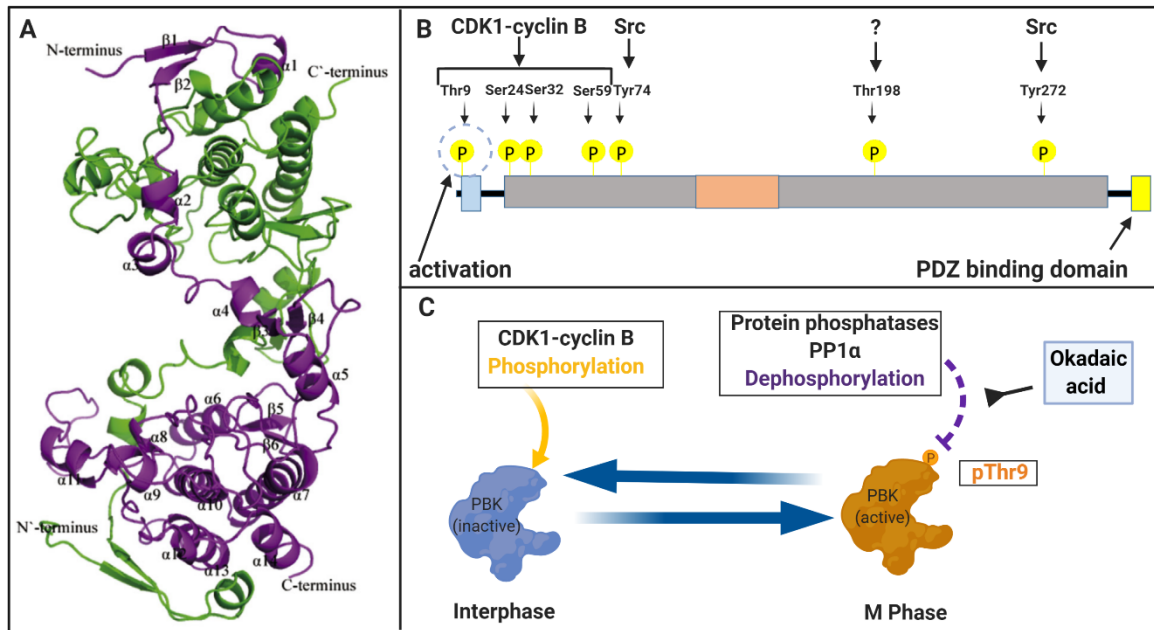 A
N-terminus
β1
α1
C`-terminus
β2
α2
α3
α4
β3
β4
α5
α6
β5
α8
β6
α11
α9
α10
α7
N`-terminus
α12
α13
α14
C-terminus
B
CDK1-cyclin B
Src
?
Src
Thr9
Ser24
Ser32
Ser59
Tyr74
Thr198
Tyr272
P
P
P
P
P
P
P
activation
PDZ binding domain
C
CDK1-cyclin B
Phosphorylation
Protein phosphatases
PP1α
Dephosphorylation
Okadaic
acid
P
pThr9
PBK
(inactive)
PBK
(active)
Interphase
M Phase